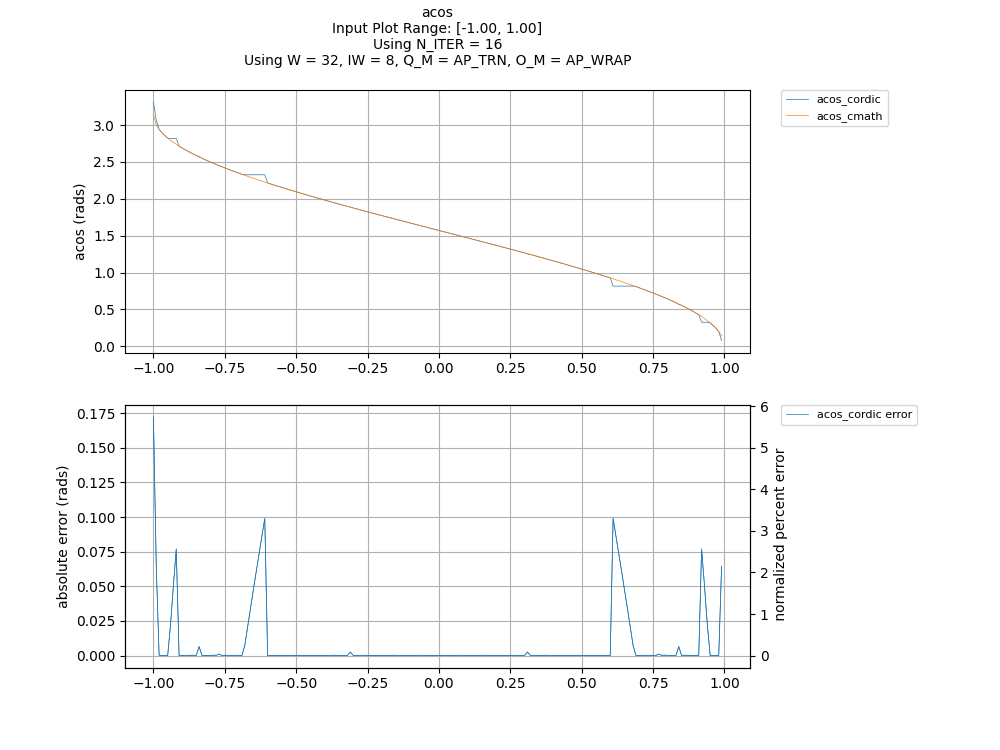 acos
Input Plot Range: [-1.00, 1.00]
Using N_ITER = 16
Using W = 32, IW = 8, Q_M = AP_TRN, O_M = AP_WRAP
acos (rads)
3.0
2.5
2.0
1.5
1.0
0.5
0.0
−1.00 −0.75 −0.50 −0.25 0.00 0.25 0.50 0.75 1.00
acos_cordic
acos_cmath
absolute error (rads)
0.175
0.150
0.125
0.100
0.075
0.050
0.025
0.000
−1.00 −0.75 −0.50 −0.25 0.00 0.25 0.50 0.75 1.00
6
5
4
3
2
1
0
normalized percent error
acos_cordic error